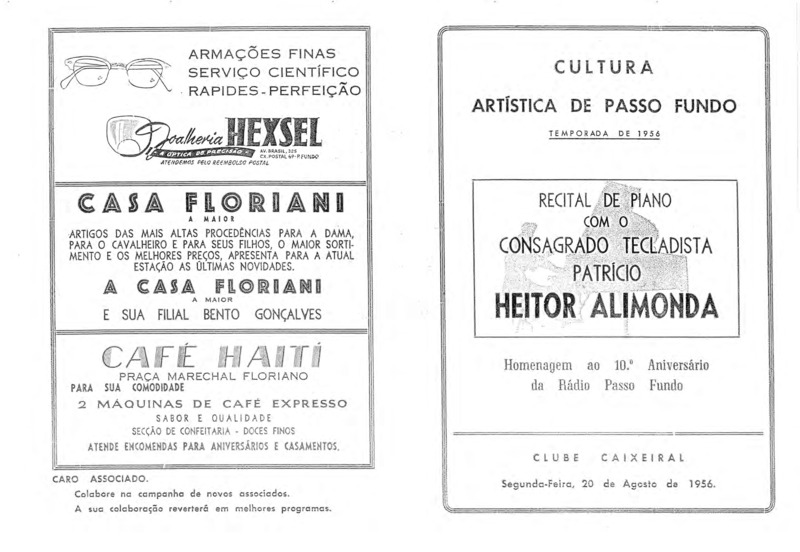 ARMAÇÕES FINAS
SERVIÇO CIENTÍFICO
RAPIDES-PERFEIÇÃO
Joalheria HEXSEL
E ÓPTICA DE PRECISÃO
AV. BRASIL, 325
CX. POSTAL 49-P. FUNDO
ATENDEMOS PELO REEMBOLSO POSTAL
CASA FLORIANI
A MAIOR
ARTIGOS DAS MAIS ALTAS PROCEDÊNCIAS PARA A DAMA,
PARA O CAVALHEIRO E PARA SEUS FILHOS, O MAIOR SORTI-
MENTO E OS MELHORES PREÇOS, APRESENTA PARA A ATUAL
ESTAÇÃO AS ÚLTIMAS NOVIDADES.
A CASA FLORIANI
A MAIOR
E SUA FILIAL BENTO GONÇALVES
CAFÉ HAITÍ
PRAÇA MARECHAL FLORIANO
PARA SUA COMODIDADE
2 MÁQUINAS DE CAFÉ EXPRESSO
SABOR E QUALIDADE
SECÇÃO DE CONFEITARIA - DOCES FINOS
ATENDE ENCOMENDAS PARA ANIVERSÁRIOS E CASAMENTOS.
CARO ASSOCIADO.
Colabore na campanha de novos associados.
A sua colaboração reverterá em melhores programas.
CULTURA
ARTÍSTICA DE PASSO FUNDO
TEMPORADA DE 1956
RECITAL DE PIANO
COM O
CONSAGRADO TECLADISTA
PATRÍCIO
HEITOR ALIMONDA
Homenagem ao 10.º Aniversário
da Rádio Passo Fundo
CLUBE CAIXEIRAL
Segunda-Feira, 20 de Agosto de 1956.